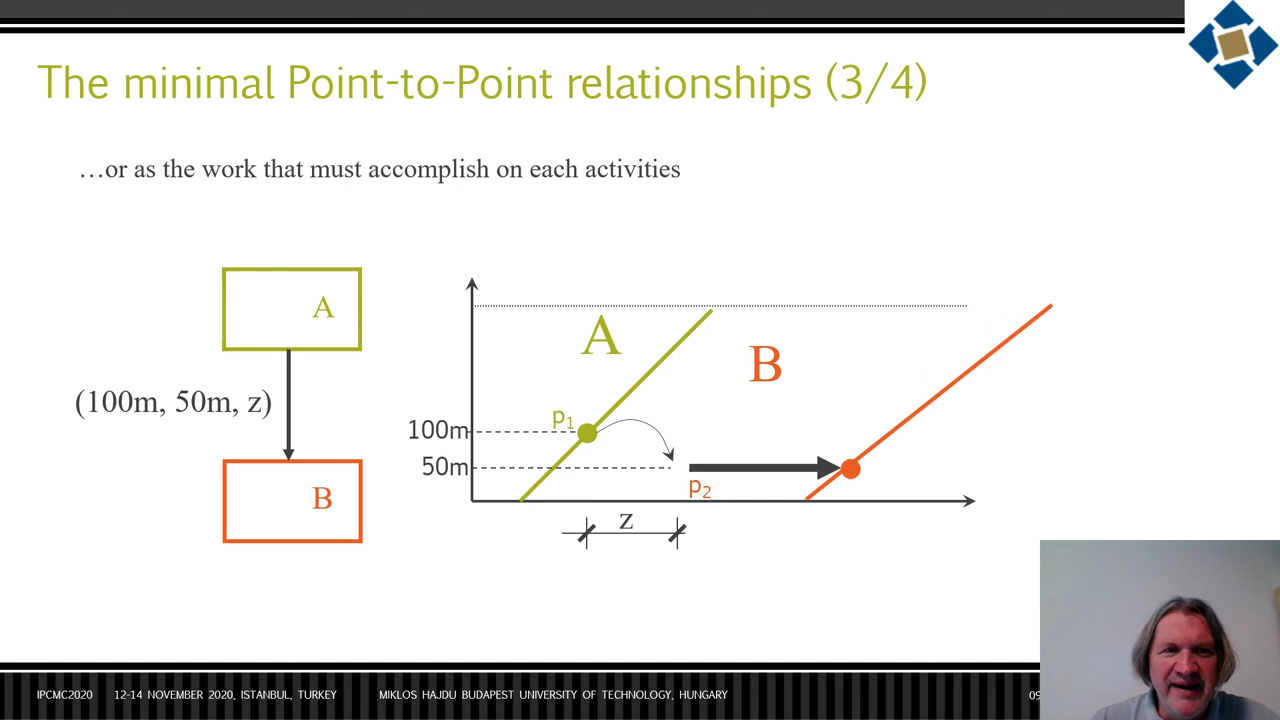 The minimal Point-to-Point relationships (3/4)
…or as the work that must accomplish on each activities
A
(100m, 50m, z)
B
A
B
p1
100m
50m
p2
z
IPCMC2020 12-14 NOVEMBER 2020, ISTANBUL, TURKEY MIKLOS HAJDU BUDAPEST UNIVERSITY OF TECHNOLOGY, HUNGARY